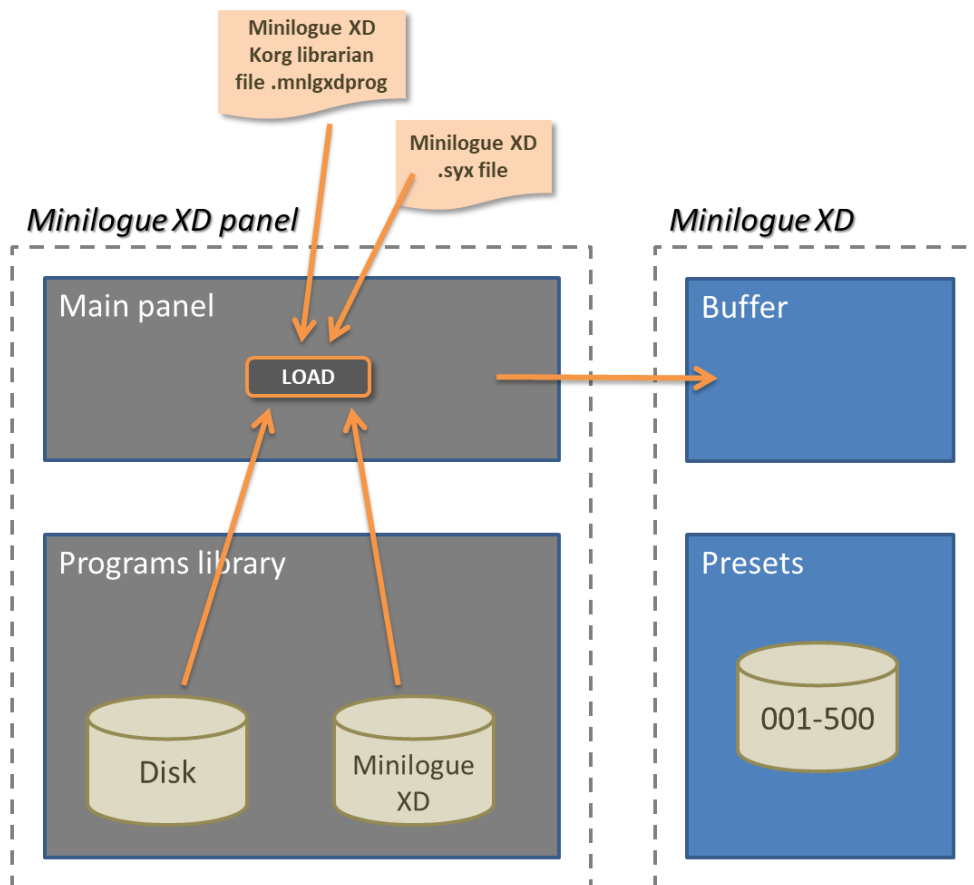 Minilogue XD
Korg librarian
file .mnlgxdprog
Minilogue XD
.syx file
Minilogue XD panel
Minilogue XD
Main panel
Buffer
LOAD
Programs library
Presets
001-500
Disk
Minilogue
XD